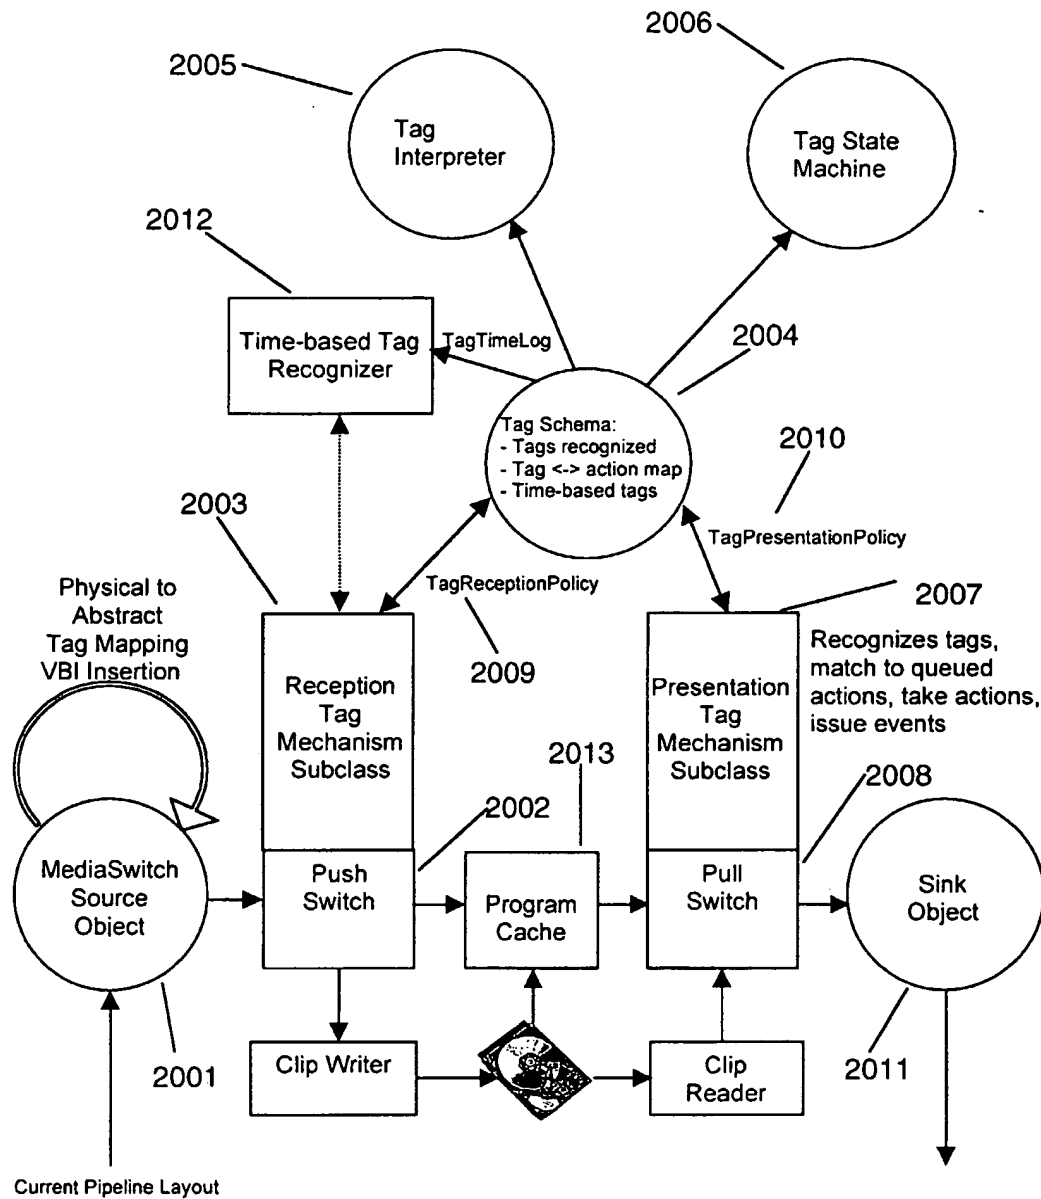 2006
2005
Tag
Interpreter
Tag State
Machine
2012
Time-based Tag
Recognizer
TagTimeLog
2004
Tag Schema:
- Tags recognized
- Tag <-> action map
- Time-based tags
2010
2003
TagPresentationPolicy
TagReceptionPolicy
Physical to
Abstract
Tag Mapping
VBI Insertion
2009
2007
Recognizes tags,
match to queued
actions, take actions,
issue events
Reception
Tag
Mechanism
Subclass
Presentation
Tag
Mechanism
Subclass
2013
2002
2008
MediaSwitch
Source
Object
Push
Switch
Program
Cache
Pull
Switch
Sink
Object
2001
Clip Writer
Clip
Reader
2011
Current Pipeline Layout